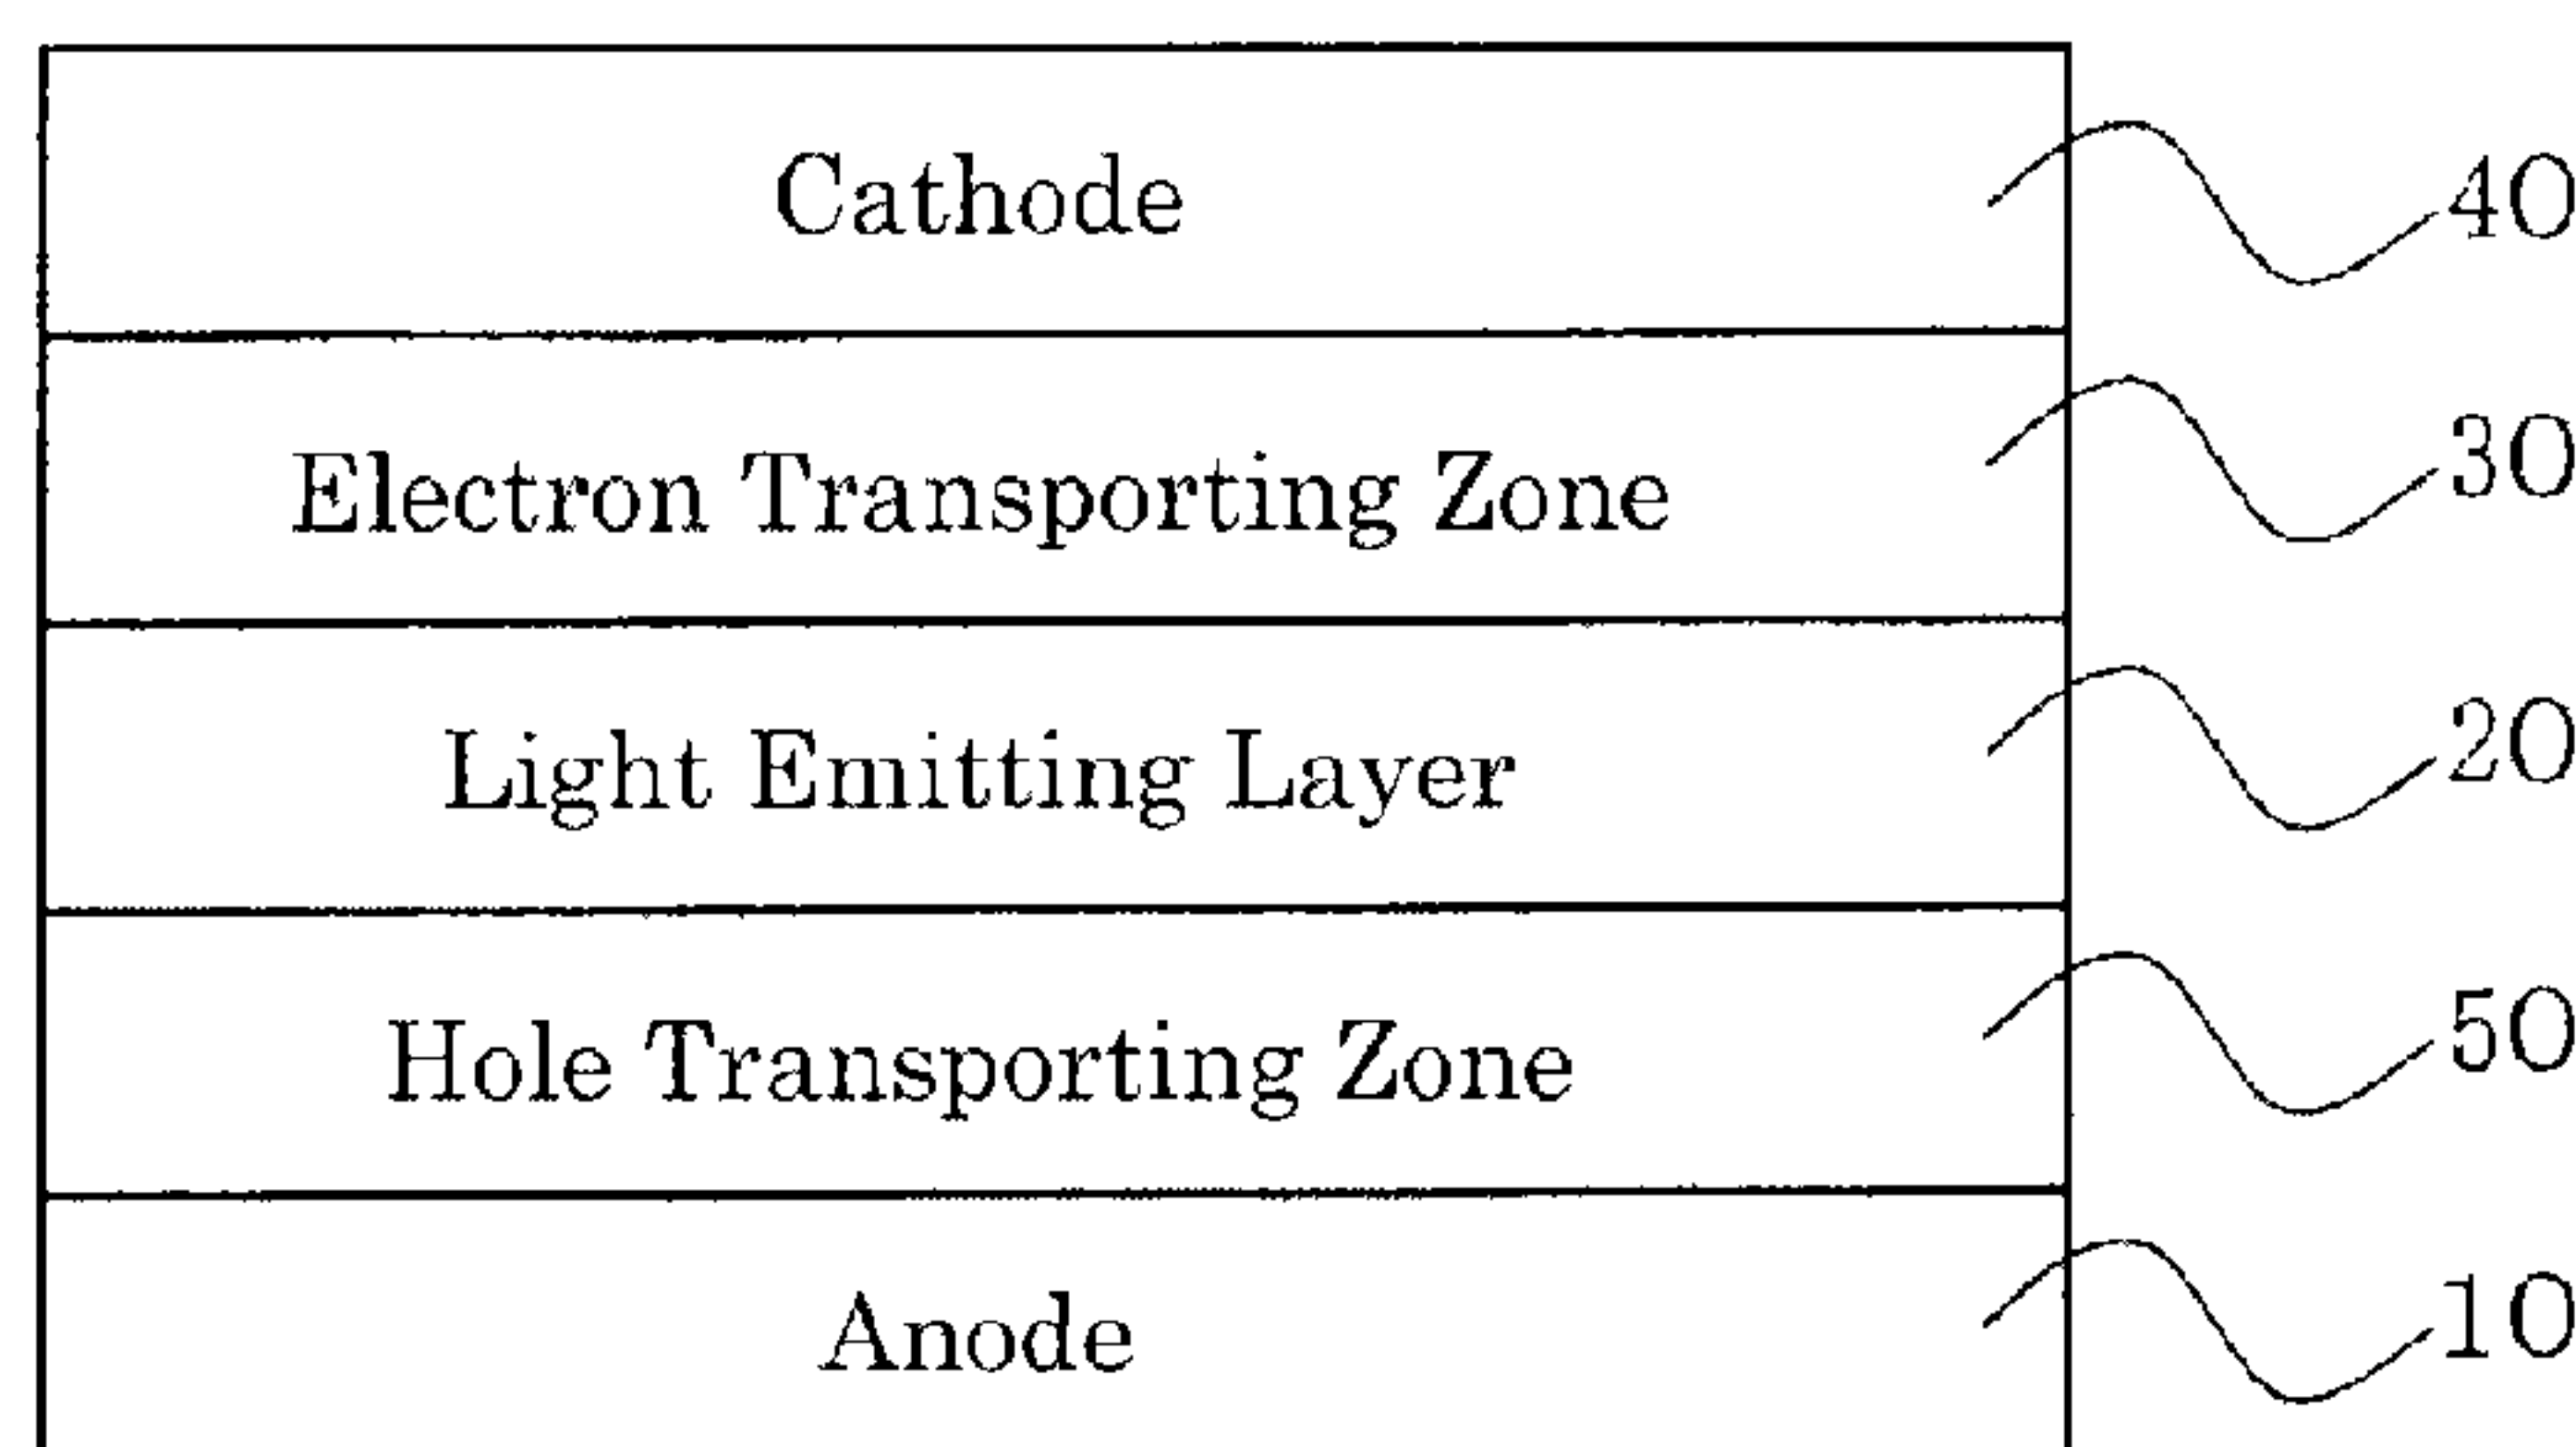 Cathode 40
Electron Transporting Zone 30
Light Emitting Layer 20
Hole Transporting Zone 50
Anode 10